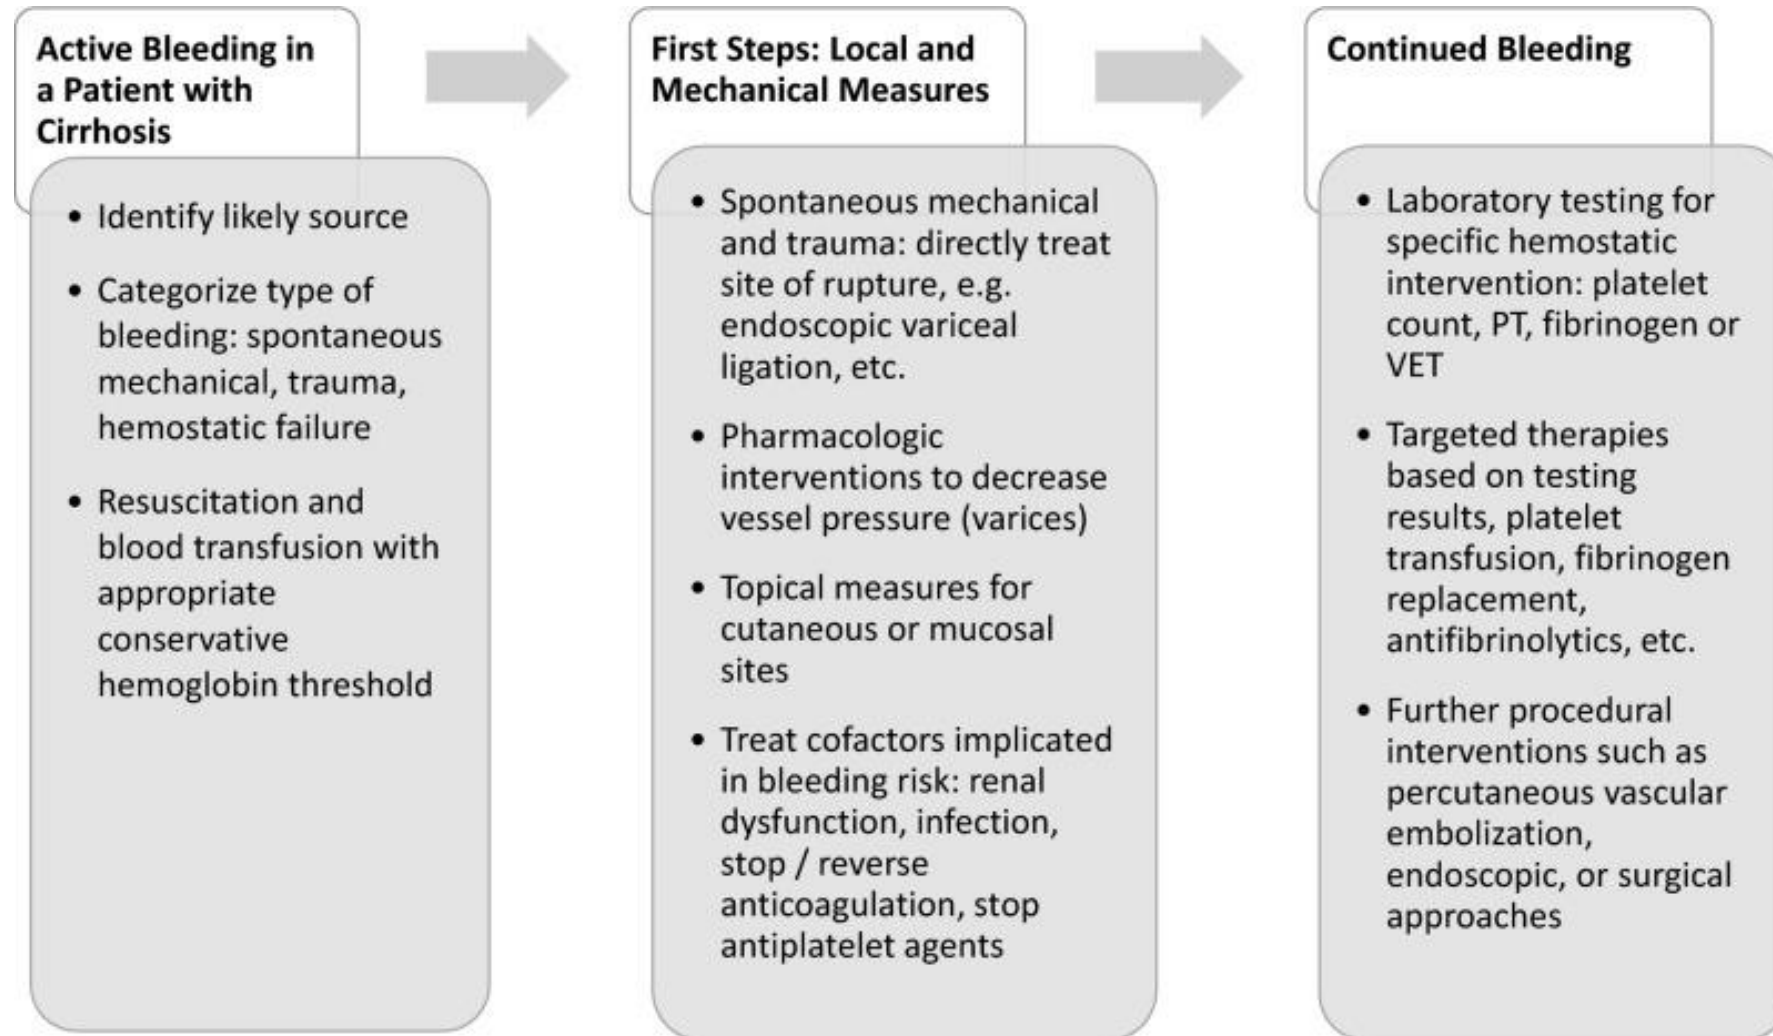 Active Bleeding in
a Patient with
Cirrhosis
• Identify likely source
• Categorize type of
bleeding: spontaneous
mechanical, trauma,
hemostatic failure
• Resuscitation and
blood transfusion with
appropriate
conservative
hemoglobin threshold
First Steps: Local and
Mechanical Measures
• Spontaneous mechanical
and trauma: directly treat
site of rupture, e.g.
endoscopic variceal
ligation, etc.
• Pharmacologic
interventions to decrease
vessel pressure (varices)
• Topical measures for
cutaneous or mucosal
sites
• Treat cofactors implicated
in bleeding risk: renal
dysfunction, infection,
stop / reverse
anticoagulation, stop
antiplatelet agents
Continued Bleeding
• Laboratory testing for
specific hemostatic
intervention: platelet
count, PT, fibrinogen or
VET
• Targeted therapies
based on testing
results, platelet
transfusion, fibrinogen
replacement,
antifibrinolytics, etc.
• Further procedural
interventions such as
percutaneous vascular
embolization,
endoscopic, or surgical
approaches